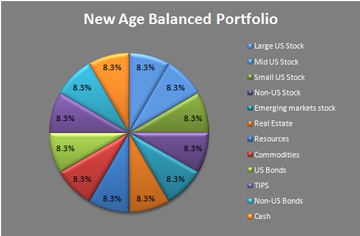 New Age Balanced Portfolio
8.3%
8.3%
8.3%
8.3%
8.3%
8.3%
8.3%
8.3%
8.3%
8.3%
8.3%
8.3%
Large US Stock
Mid US Stock
Small US Stock
Non-US Stock
Emerging markets stock
Real Estate
Resources
Commodities
US Bonds
TIPS
Non-US Bonds
Cash